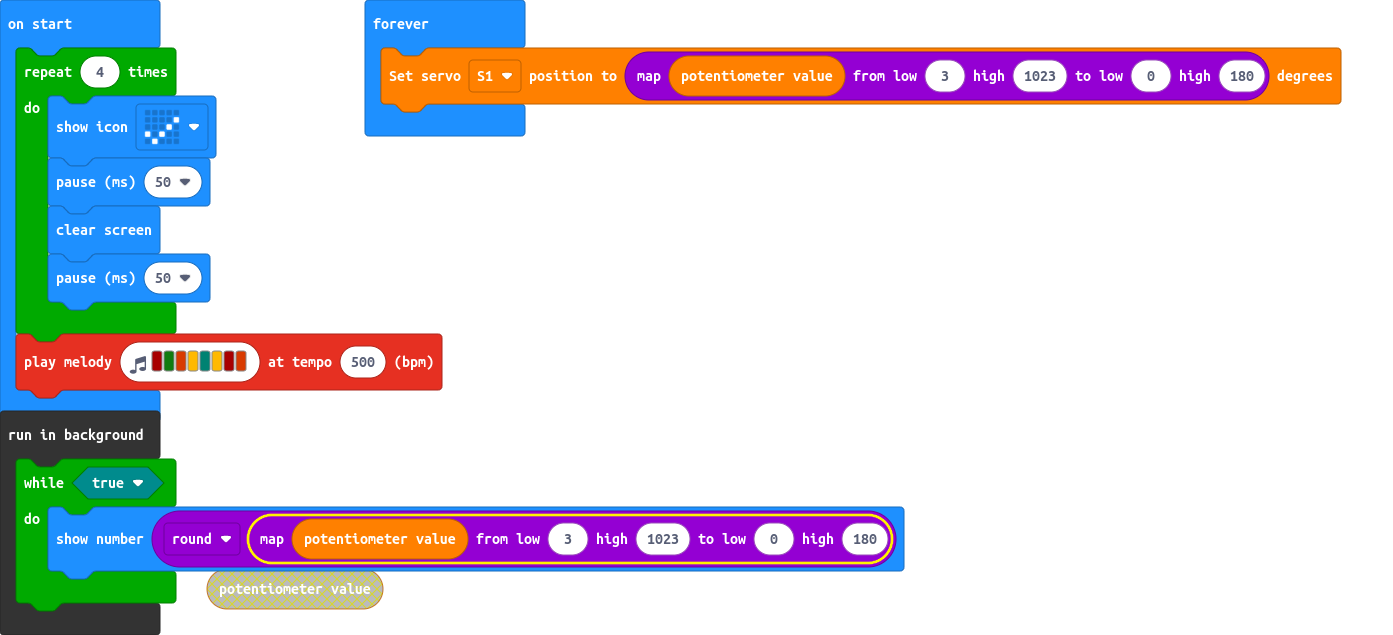 on start
repeat 4 times
do
show icon
pause (ms) 50
clear screen
pause (ms) 50
play melody at tempo 500 (bpm)
forever
Set servo S1 position to map potentiometer value from low 3 high 1023 to low 0 high 180 degrees
run in background
while true
do
show number round map potentiometer value from low 3 high 1023 to low 0 high 180
potentiometer value